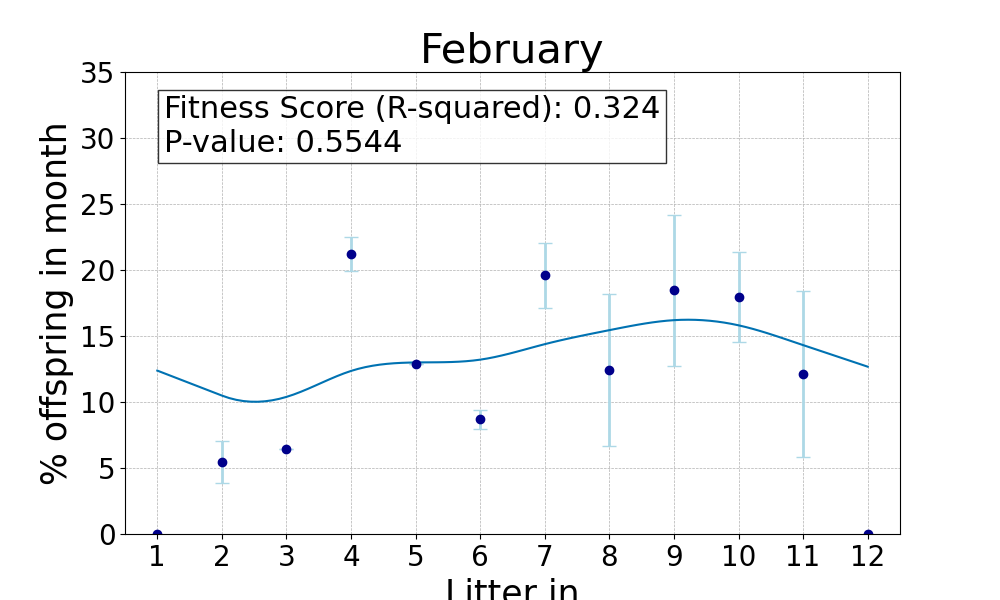 February
Fitness Score (R-squared): 0.324
P-value: 0.5544
% offspring in month
35
30
25
20
15
10
5
0
1 2 3 4 5 6 7 8 9 10 11 12
Litter in